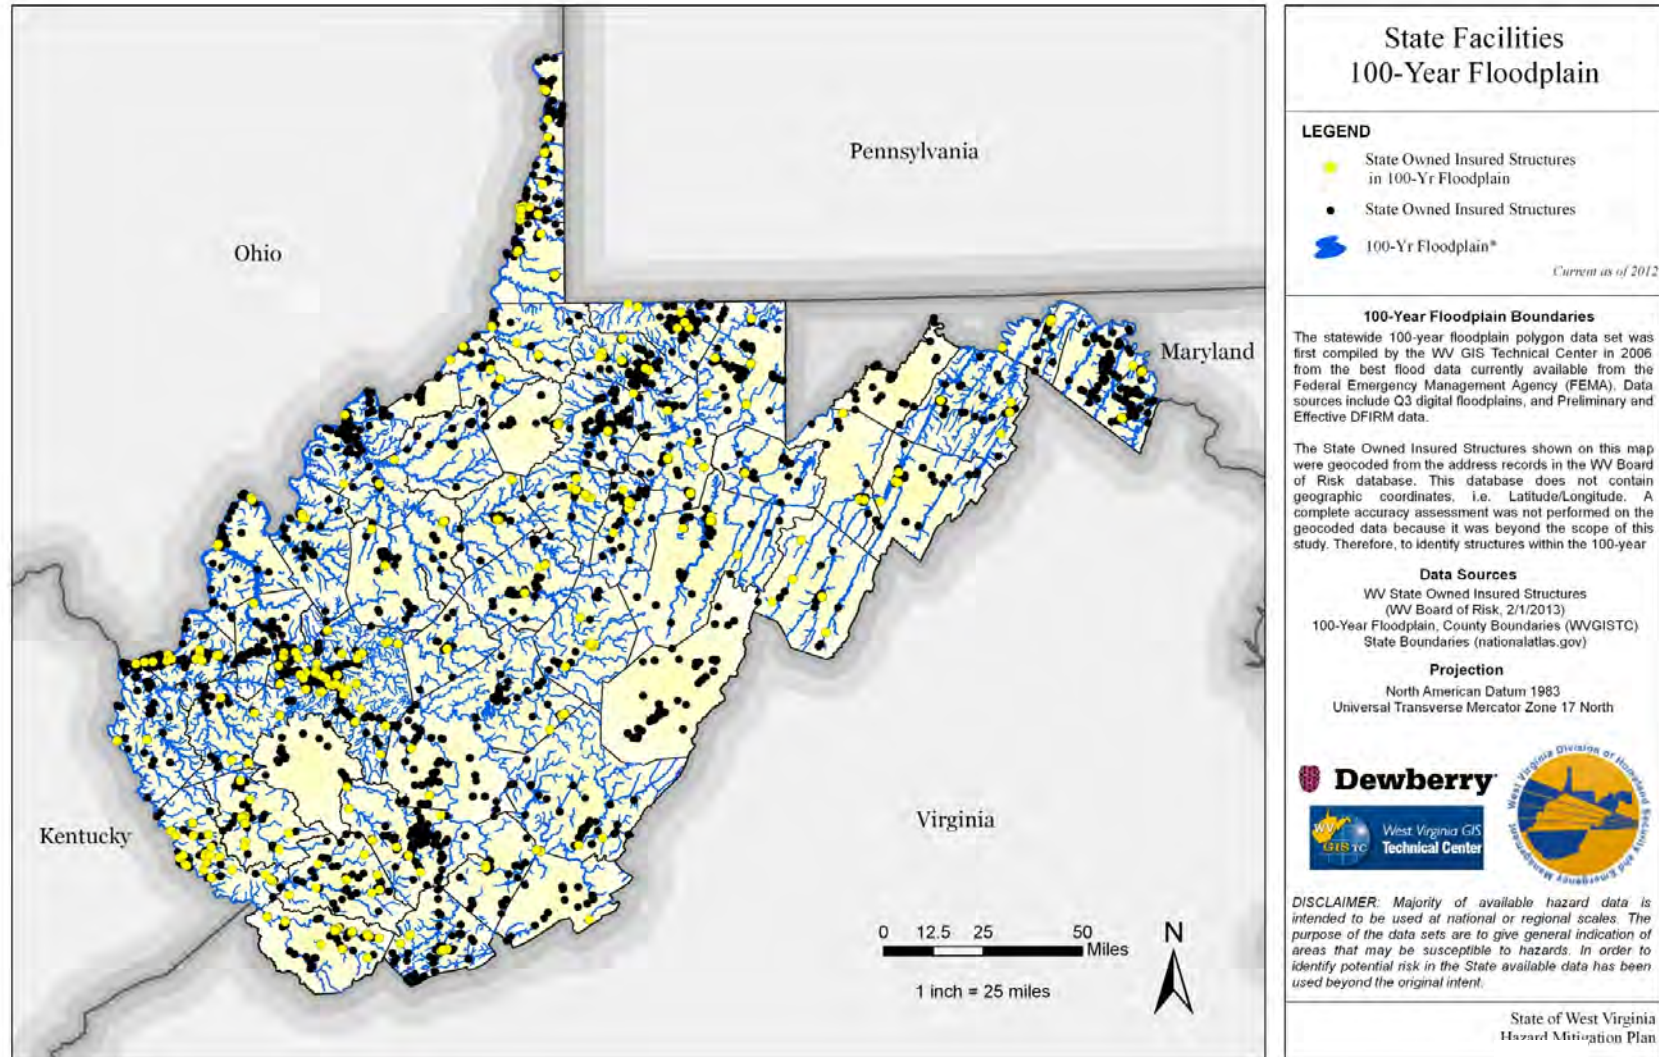 Pennsylvania
Ohio
Maryland
Kentucky
Virginia
0 12.5 25 50
Miles
1 inch = 25 miles
N
State Facilities
100-Year Floodplain
LEGEND
State Owned Insured Structures
in 100-Yr Floodplain
State Owned Insured Structures
100-Yr Floodplain*
Current as of 2012
100-Year Floodplain Boundaries
The statewide 100-year floodplain polygon data set was
first compiled by the WV GIS Technical Center in 2006
from the best flood data currently available from the
Federal Emergency Management Agency (FEMA). Data
sources include Q3 digital floodplains, and Preliminary and
Effective DFIRM data.
The State Owned Insured Structures shown on this map
were geocoded from the address records in the WV Board
of Risk database. This database does not contain
geographic coordinates, i.e. Latitude/Longitude. A
complete accuracy assessment was not performed on the
geocoded data because it was beyond the scope of this
study. Therefore, to identify structures within the 100-year
Data Sources
WV State Owned Insured Structures
(WV Board of Risk, 2/1/2013)
100-Year Floodplain, County Boundaries (WVGISTC)
State Boundaries (nationalatlas.gov)
Projection
North American Datum 1983
Universal Transverse Mercator Zone 17 North
Dewberry
WV
GIS TC
West Virginia GIS
Technical Center
West Virginia Division of Homeland Security and Emergency Management
DISCLAIMER: Majority of available hazard data is
intended to be used at national or regional scales. The
purpose of the data sets are to give general indication of
areas that may be susceptible to hazards. In order to
identify potential risk in the State available data has been
used beyond the original intent.
State of West Virginia
Hazard Mitigation Plan